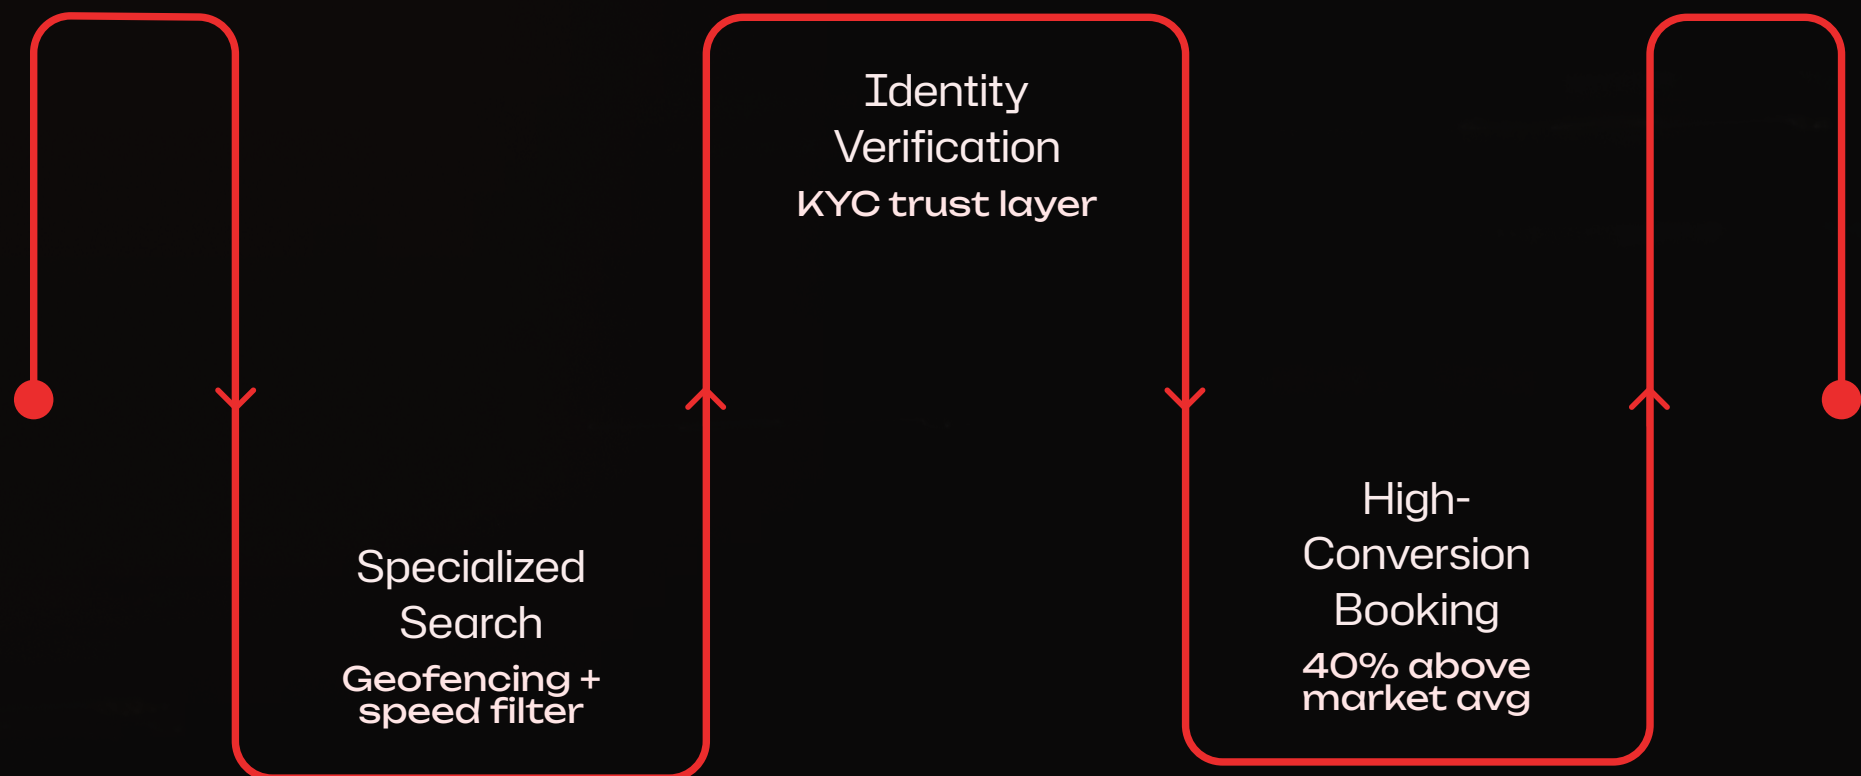 Specialized
Search
Geofencing +
speed filter
Identity
Verification
KYC trust layer
High-
Conversion
Booking
40% above
market avg